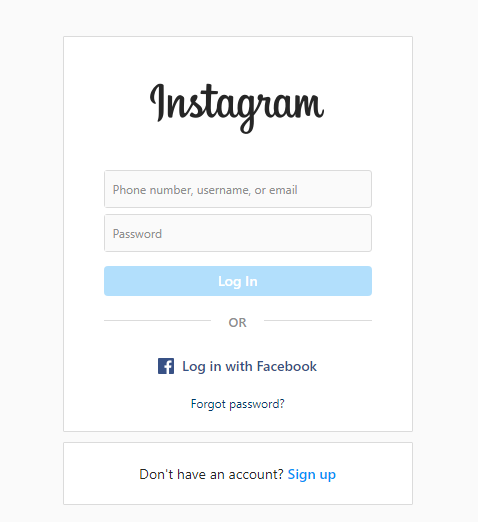 Instagram
Phone number, username, or email
Password
Log In
OR
Log in with Facebook
Forgot password?
Don't have an account? Sign up